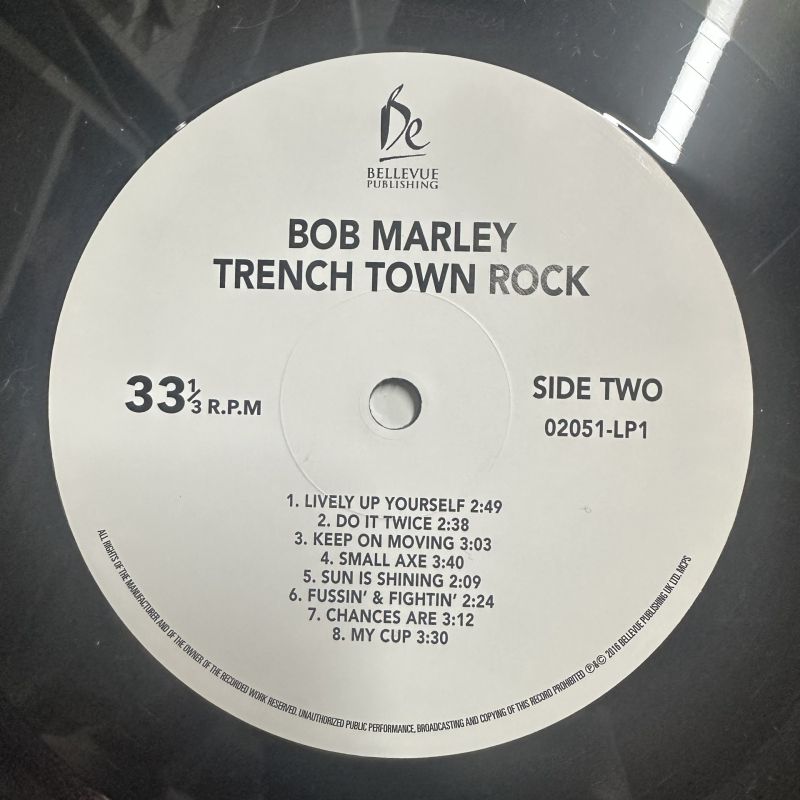 Be
BELLEVUE
PUBLISHING
BOB MARLEY
TRENCH TOWN ROCK
33 1/3 R.P.M
SIDE TWO
02051-LP1
1. LIVELY UP YOURSELF 2:49
2. DO IT TWICE 2:38
3. KEEP ON MOVING 3:03
4. SMALL AXE 3:40
5. SUN IS SHINING 2:09
6. FUSSIN' & FIGHTIN' 2:24
7. CHANCES ARE 3:12
8. MY CUP 3:30
ALL RIGHTS OF THE MANUFACTURER AND OF THE OWNER OF THE RECORDED WORK RESERVED. UNAUTHORIZED PUBLIC PERFORMANCE, BROADCASTING AND COPYING OF THIS RECORD PROHIBITED ℗&© 2016 BELLEVUE PUBLISHING UK LTD. MCPS